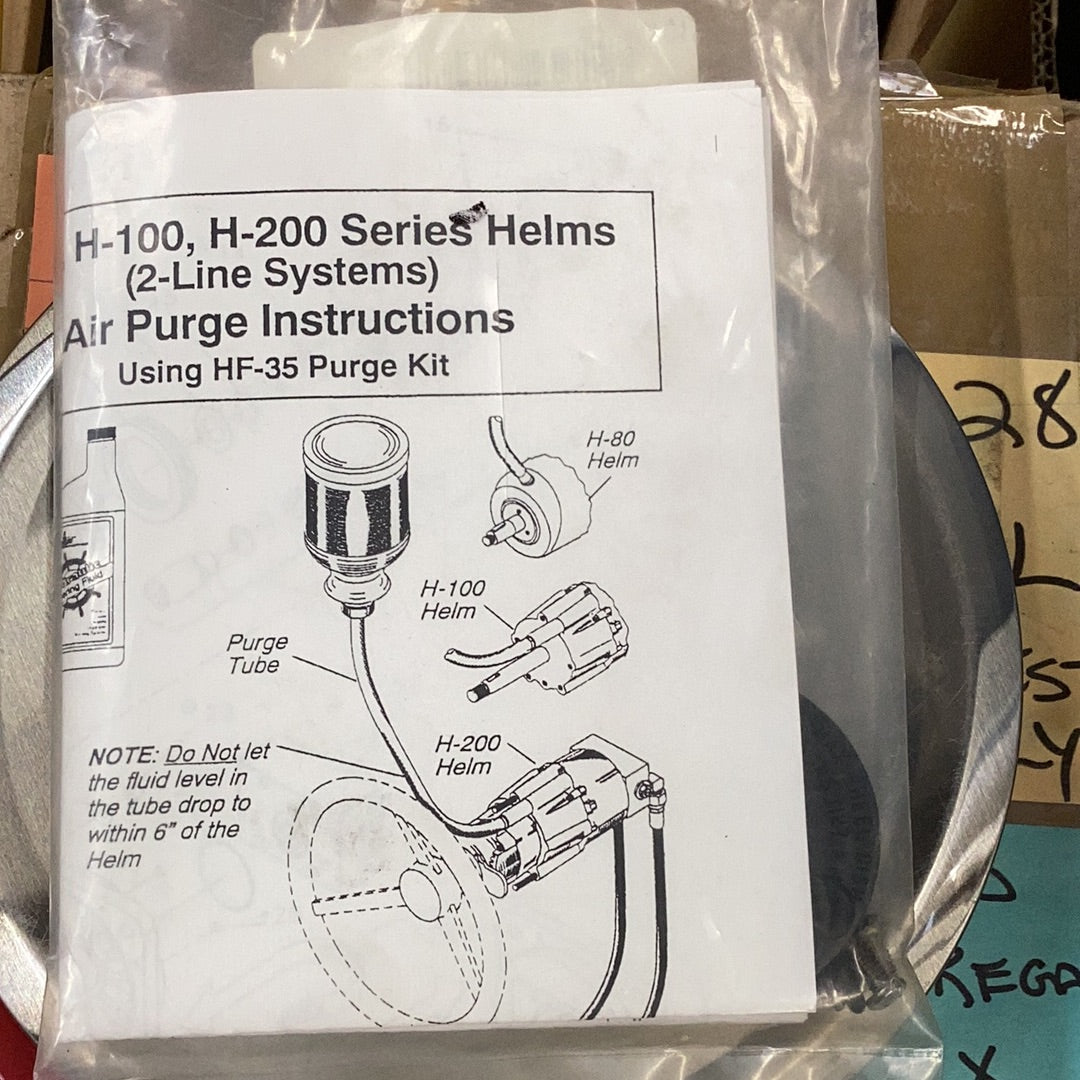 H-100, H-200 Series Helms
(2-Line Systems)
Air Purge Instructions
Using HF-35 Purge Kit
H-80
Helm
H-100
Helm
Purge
Tube
H-200
Helm
NOTE: Do Not let
the fluid level in
the tube drop to
within 6" of the
Helm
28
REGA
X